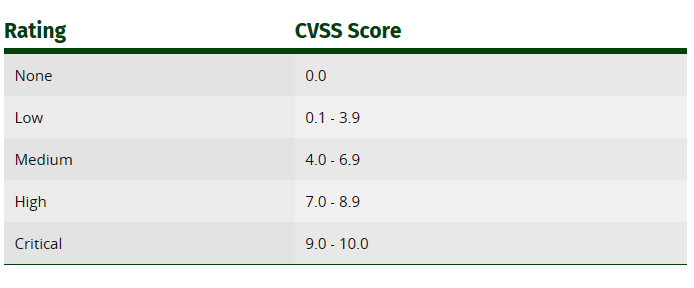 Rating CVSS Score
None 0.0
Low 0.1 - 3.9
Medium 4.0 - 6.9
High 7.0 - 8.9
Critical 9.0 - 10.0